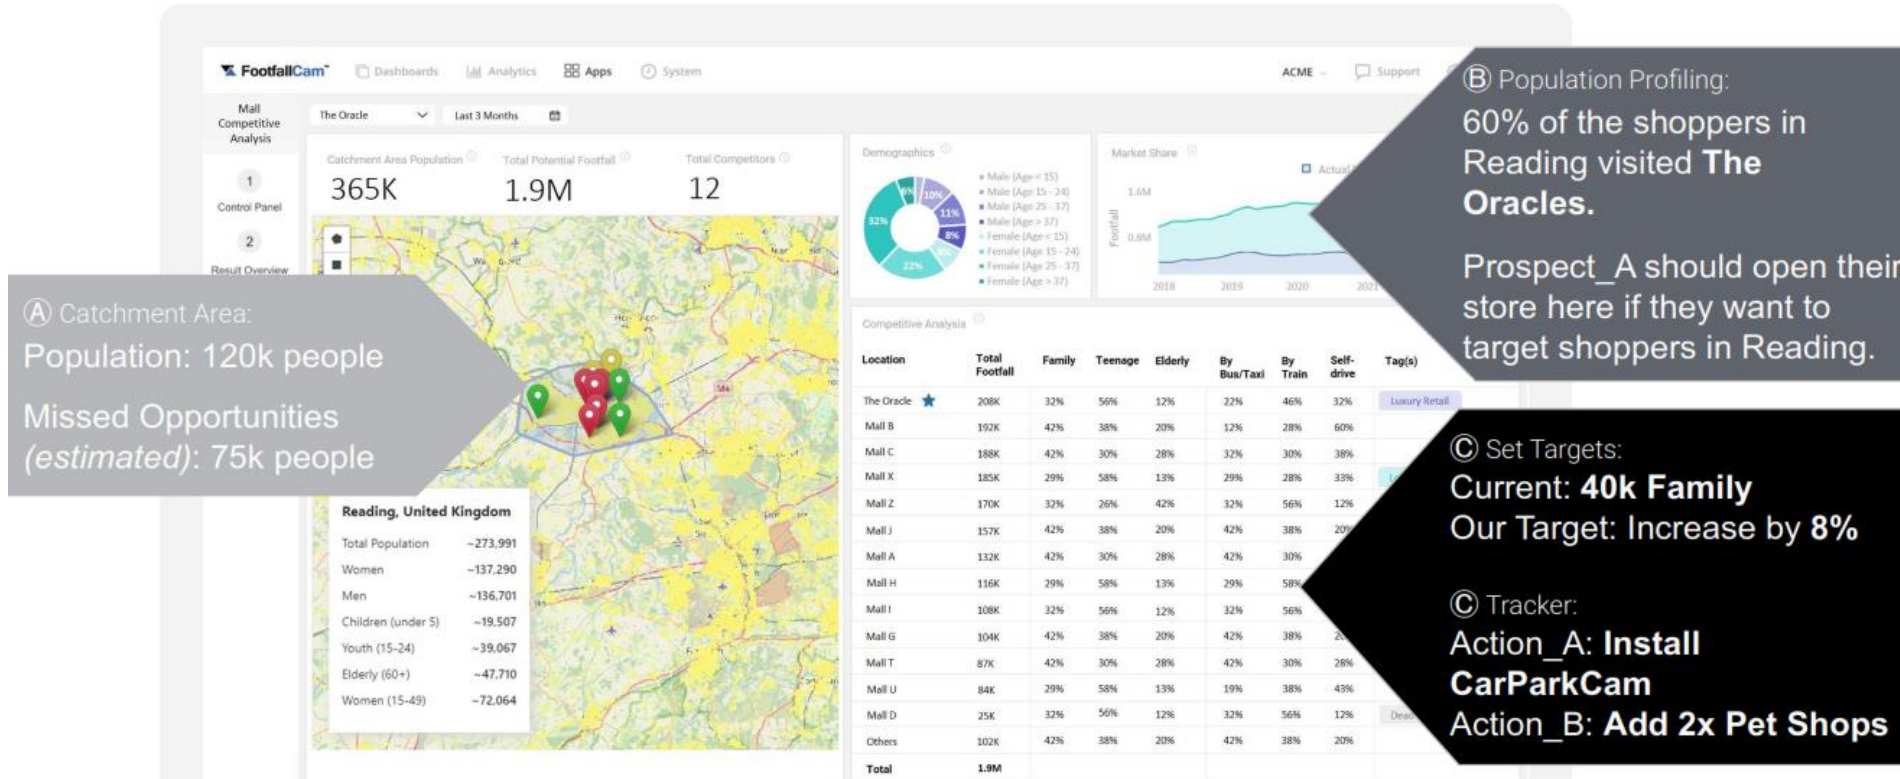 FootfallCam™
Dashboards
Analytics
Apps
System
ACME
Support
Mall
Competitive
Analysis
1
Control Panel
2
Result Overview
The Oracle
Last 3 Months
Catchment Area Population
365K
Total Potential Footfall
1.9M
Total Competitors
12
Demographics
6%
10%
11%
8%
22%
32%
Male (Age < 15)
Male (Age 15 - 24)
Male (Age 25 - 37)
Male (Age > 37)
Female (Age < 15)
Female (Age 15 - 24)
Female (Age 25 - 37)
Female (Age > 37)
Market Share
Actual
Footfall
1.6M
0.8M
2018 2019 2020
Ⓐ Catchment Area:
Population: 120k people
Missed Opportunities
(estimated): 75k people
Reading, United Kingdom
Total Population ~273,991
Women ~137,290
Men ~136,701
Children (under 5) ~19,507
Youth (15-24) ~39,067
Elderly (60+) ~47,710
Women (15-49) ~72,064
Competitive Analysis
Location Total Footfall Family Teenage Elderly By Bus/Taxi By Train Self-drive Tag(s)
The Oracle 208K 32% 56% 12% 22% 46% 32% Luxury Retail
Mall B 192K 42% 38% 20% 12% 28% 60%
Mall C 188K 42% 30% 28% 32% 30% 38%
Mall X 185K 29% 58% 13% 29% 28% 33%
Mall Z 170K 32% 26% 42% 32% 56% 12%
Mall J 157K 42% 38% 20% 42% 38% 20%
Mall A 132K 42% 30% 28% 42% 30%
Mall H 116K 29% 58% 13% 29% 58%
Mall I 108K 32% 56% 12% 32% 56%
Mall G 104K 42% 38% 20% 42% 38%
Mall T 87K 42% 30% 28% 42% 30% 28%
Mall U 84K 29% 58% 13% 19% 38% 43%
Mall D 25K 32% 56% 12% 32% 56% 12% Dead
Others 102K 42% 38% 20% 42% 38% 20%
Total 1.9M
Ⓑ Population Profiling:
60% of the shoppers in
Reading visited The
Oracles.
Prospect_A should open their
store here if they want to
target shoppers in Reading.
Ⓒ Set Targets:
Current: 40k Family
Our Target: Increase by 8%
Ⓒ Tracker:
Action_A: Install
CarParkCam
Action_B: Add 2x Pet Shops